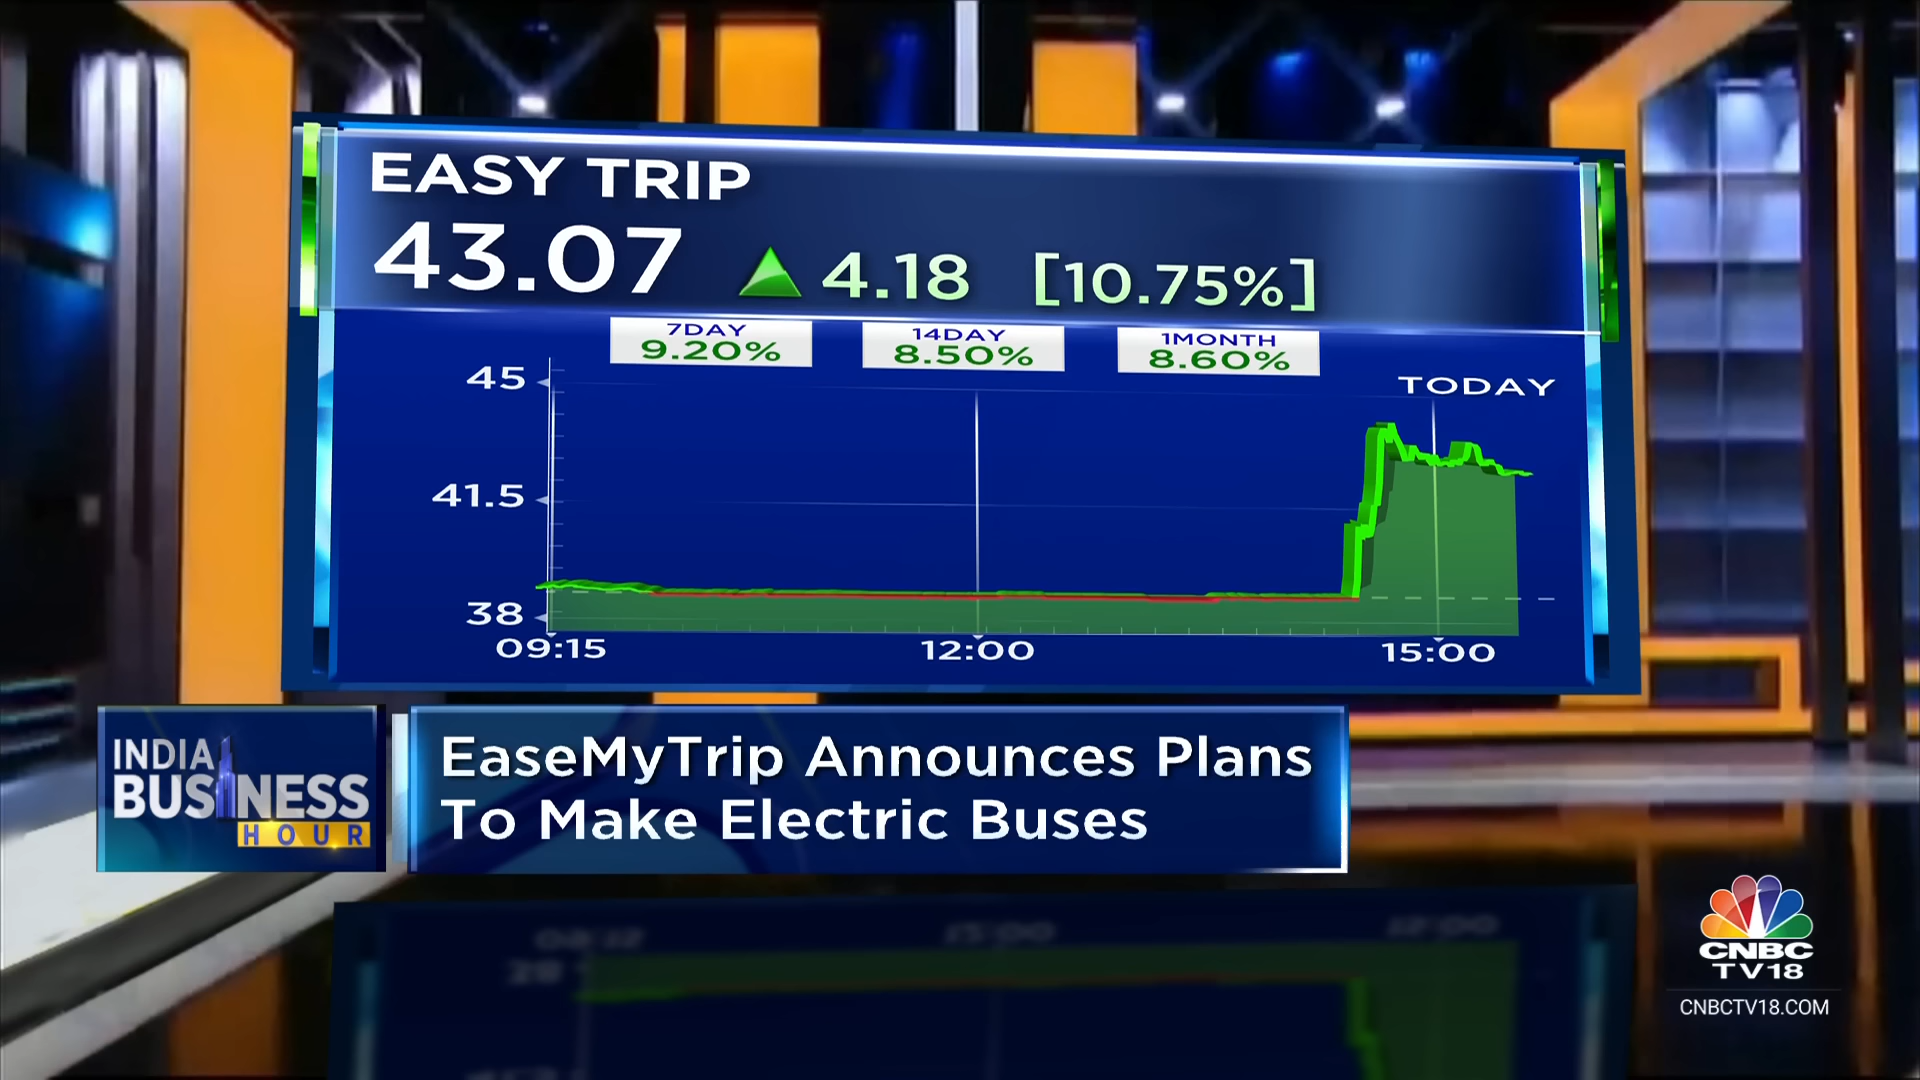 EASY TRIP
43.07 ▲ 4.18 [10.75%]
7DAY
9.20%
14DAY
8.50%
1MONTH
8.60%
TODAY
45
41.5
38
09:15
12:00
15:00
INDIA
BUSINESS
HOUR
EaseMyTrip Announces Plans
To Make Electric Buses
CNBC
TV18
CNBCTV18.COM